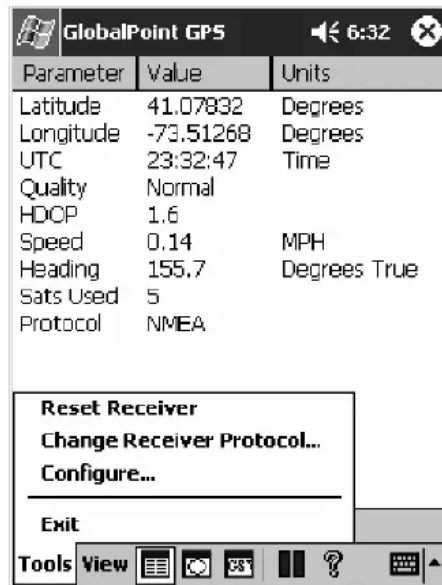 GlobalPoint GPS 6:32
Parameter Value Units
Latitude 41.07832 Degrees
Longitude -73.51268 Degrees
UTC 23:32:47 Time
Quality Normal
HDOP 1.6
Speed 0.14 MPH
Heading 155.7 Degrees True
Sats Used 5
Protocol NMEA
Reset Receiver
Change Receiver Protocol...
Configure...
Exit
Tools View ?